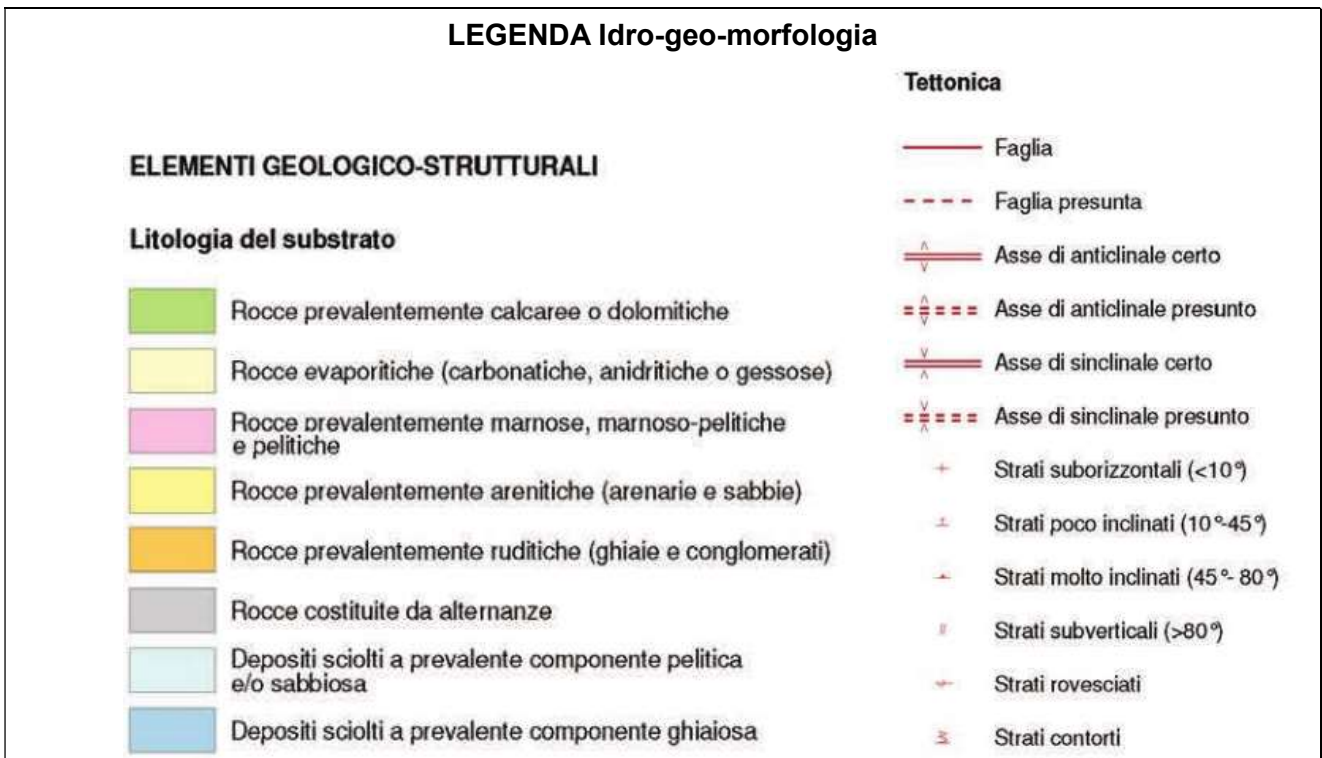 LEGENDA Idro-geo-morfologia
ELEMENTI GEOLOGICO-STRUTTURALI
Litologia del substrato
Rocce prevalentemente calcaree o dolomitiche
Rocce evaporitiche (carbonatiche, anidritiche o gessose)
Rocce prevalentemente marnose, marnoso-pelitiche
e pelitiche
Rocce prevalentemente arenitiche (arenarie e sabbie)
Rocce prevalentemente ruditiche (ghiaie e conglomerati)
Rocce costituite da alternanze
Depositi sciolti a prevalente componente pelitica
e/o sabbiosa
Depositi sciolti a prevalente componente ghiaiosa
Tettonica
Faglia
Faglia presunta
Asse di anticlinale certo
Asse di anticlinale presunto
Asse di sinclinale certo
Asse di sinclinale presunto
Strati suborizzontali (<10°)
Strati poco inclinati (10°-45°)
Strati molto inclinati (45°- 80°)
Strati subverticali (>80°)
Strati rovesciati
Strati contorti